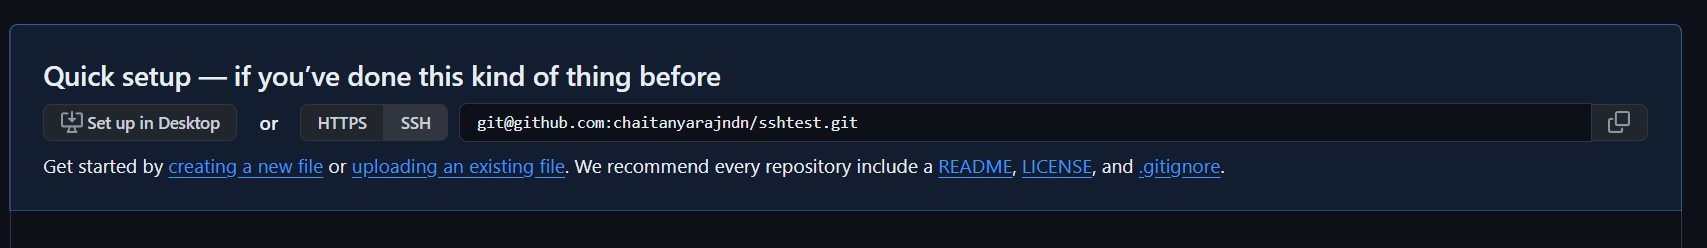 Quick setup — if you’ve done this kind of thing before
Set up in Desktop or HTTPS SSH git@github.com:chaitanyarajndn/sshtest.git
Get started by creating a new file or uploading an existing file. We recommend every repository include a README, LICENSE, and .gitignore.